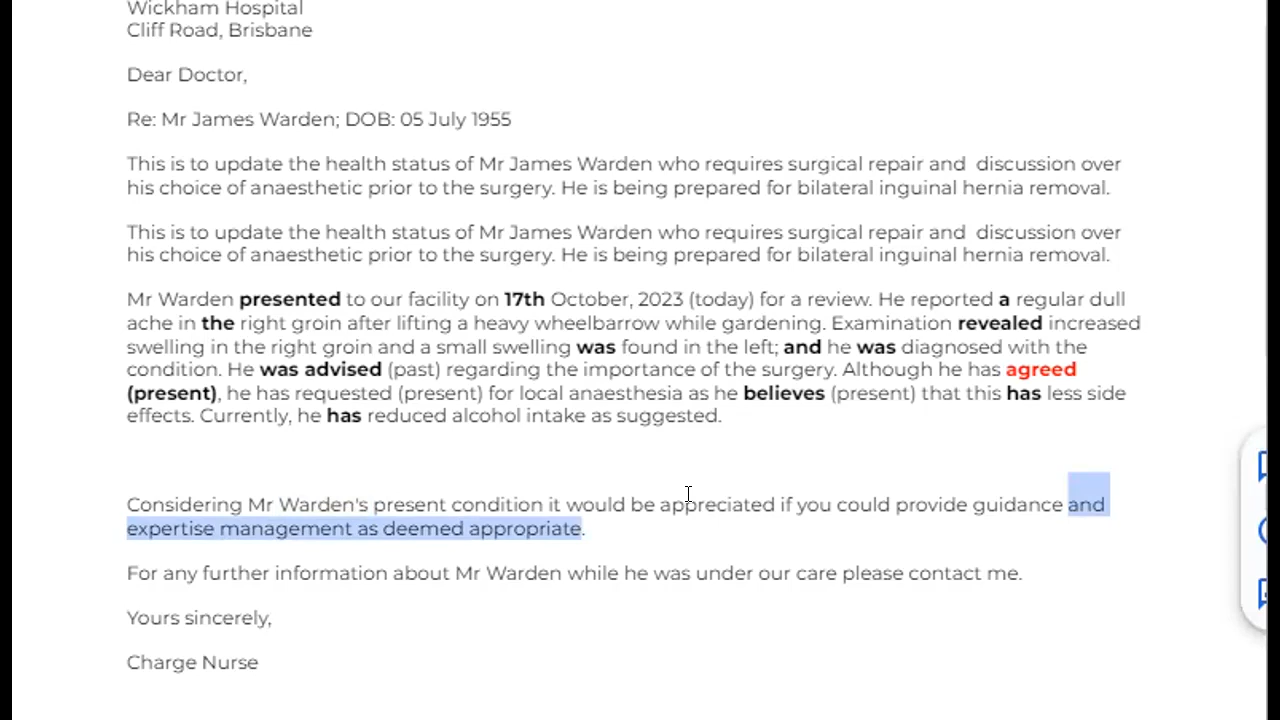 Wickham Hospital
Cliff Road, Brisbane
Dear Doctor,
Re: Mr James Warden; DOB: 05 July 1955
This is to update the health status of Mr James Warden who requires surgical repair and  discussion over
his choice of anaesthetic prior to the surgery. He is being prepared for bilateral inguinal hernia removal.
This is to update the health status of Mr James Warden who requires surgical repair and  discussion over
his choice of anaesthetic prior to the surgery. He is being prepared for bilateral inguinal hernia removal.
Mr Warden presented to our facility on 17th October, 2023 (today) for a review. He reported a regular dull
ache in the right groin after lifting a heavy wheelbarrow while gardening. Examination revealed increased
swelling in the right groin and a small swelling was found in the left; and he was diagnosed with the
condition. He was advised (past) regarding the importance of the surgery. Although he has agreed
(present), he has requested (present) for local anaesthesia as he believes (present) that this has less side
effects. Currently, he has reduced alcohol intake as suggested.
Considering Mr Warden's present condition it would be appreciated if you could provide guidance and
expertise management as deemed appropriate.
For any further information about Mr Warden while he was under our care please contact me.
Yours sincerely,
Charge Nurse